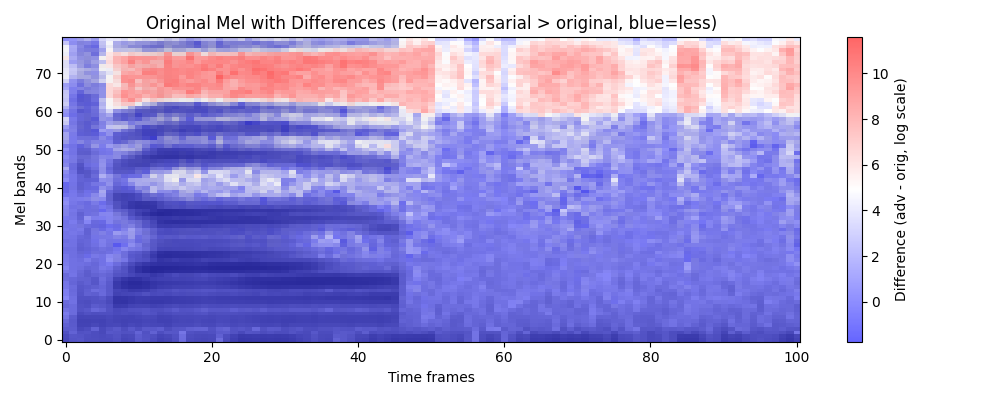 Original Mel with Differences (red=adversarial > original, blue=less)
Mel bands
70
60
50
40
30
20
10
0
0 20 40 60 80 100
Time frames
10
8
6
4
2
0
Difference (adv - orig, log scale)